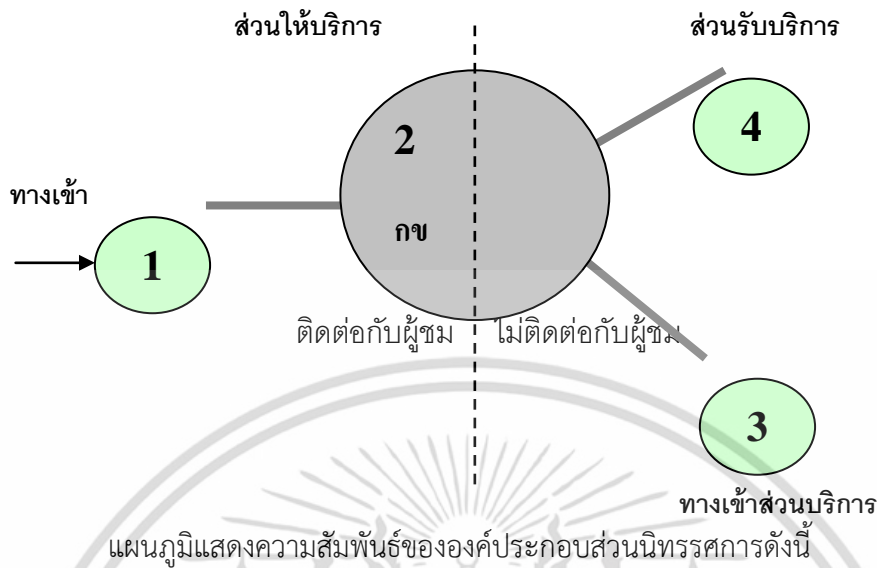 ส่วนให้บริการ ส่วนรับบริการ
2 4
ทางเข้า
กข
1
ติดต่อกับผู้ชม ไม่ติดต่อกับผู้ชม
3
ทางเข้าส่วนบริการ
แผนภูมิแสดงความสัมพันธ์ขององค์ประกอบส่วนนิทรรศการดังนี้